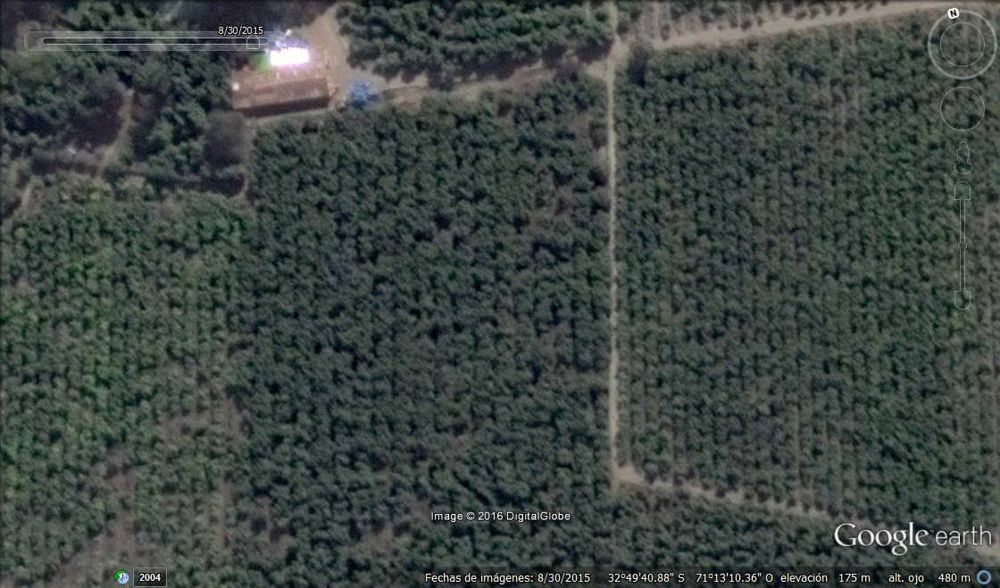 8/30/2015
N
Image © 2016 DigitalGlobe
Google earth
2004
Fechas de imágenes: 8/30/2015 32°49'40.88" S 71°13'10.36" O elevación 175 m alt. ojo 480 m